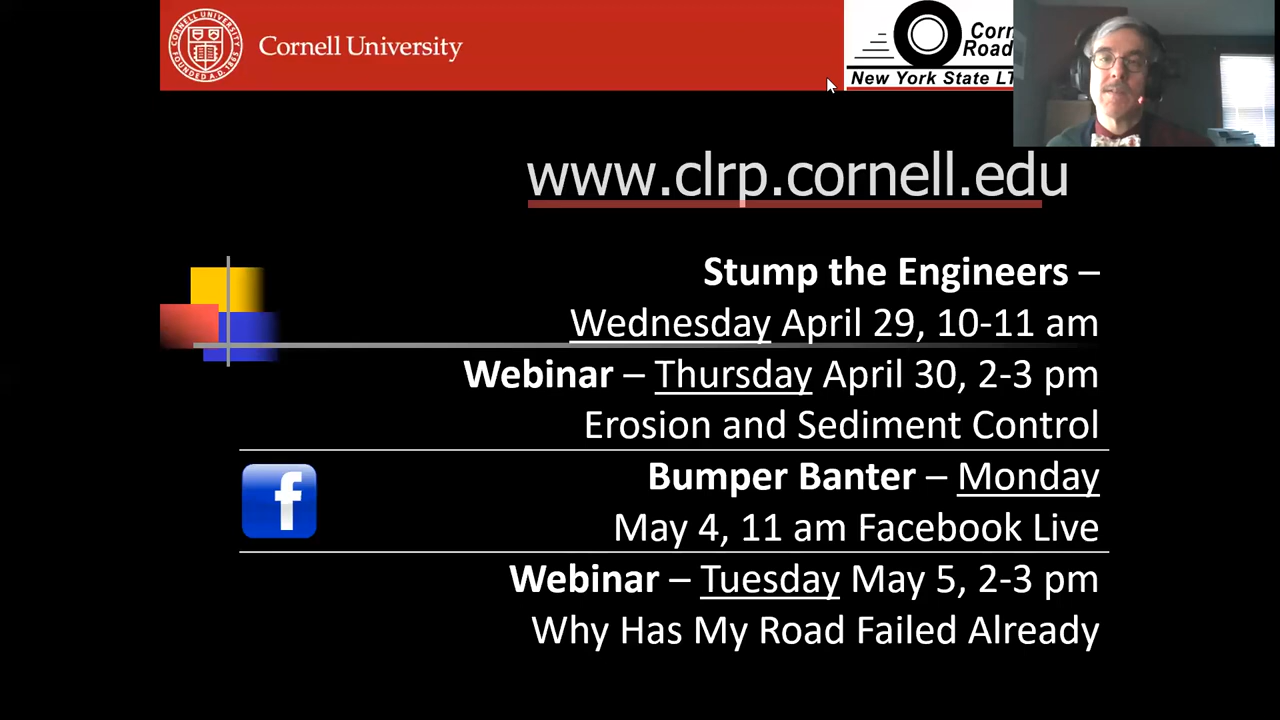 Cornell University
Corn
Road
New York State LT
www.clrp.cornell.edu
Stump the Engineers –
Wednesday April 29, 10-11 am
Webinar – Thursday April 30, 2-3 pm
Erosion and Sediment Control
Bumper Banter – Monday
May 4, 11 am Facebook Live
Webinar – Tuesday May 5, 2-3 pm
Why Has My Road Failed Already
f